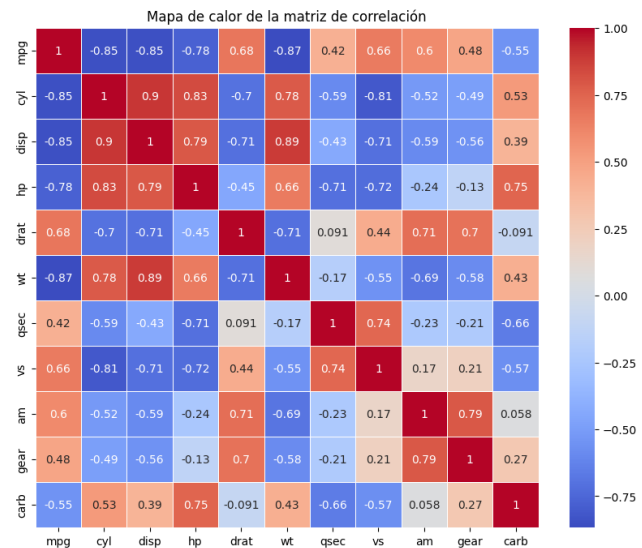 Mapa de calor de la matriz de correlación
mpg 1 -0.85 -0.85 -0.78 0.68 -0.87 0.42 0.66 0.6 0.48 -0.55
cyl -0.85 1 0.9 0.83 -0.7 0.78 -0.59 -0.81 -0.52 -0.49 0.53
disp -0.85 0.9 1 0.79 -0.71 0.89 -0.43 -0.71 -0.59 -0.56 0.39
hp -0.78 0.83 0.79 1 -0.45 0.66 -0.71 -0.72 -0.24 -0.13 0.75
drat 0.68 -0.7 -0.71 -0.45 1 -0.71 0.091 0.44 0.71 0.7 -0.091
wt -0.87 0.78 0.89 0.66 -0.71 1 -0.17 -0.55 -0.69 -0.58 0.43
qsec 0.42 -0.59 -0.43 -0.71 0.091 -0.17 1 0.74 -0.23 -0.21 -0.66
vs 0.66 -0.81 -0.71 -0.72 0.44 -0.55 0.74 1 0.17 0.21 -0.57
am 0.6 -0.52 -0.59 -0.24 0.71 -0.69 -0.23 0.17 1 0.79 0.058
gear 0.48 -0.49 -0.56 -0.13 0.7 -0.58 -0.21 0.21 0.79 1 0.27
carb -0.55 0.53 0.39 0.75 -0.091 0.43 -0.66 -0.57 0.058 0.27 1
mpg cyl disp hp drat wt qsec vs am gear carb
1.00
0.75
0.50
0.25
0.00
-0.25
-0.50
-0.75